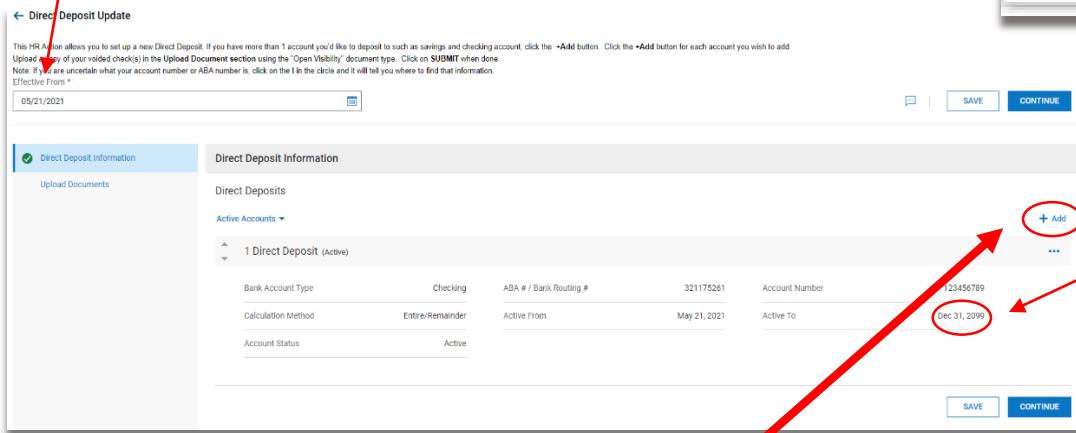 ← Direct Deposit Update
This HR Action allows you to set up a new Direct Deposit. If you have more than 1 account you'd like to deposit to such as savings and checking account, click the +Add button. Click the +Add button for each account you wish to add.
Upload a copy of your voided check(s) in the Upload Document section using the "Open Visibility" document type. Click on SUBMIT when done.
Note: If you are uncertain what your account number or ABA number is, click on the I in the circle and it will tell you where to find that information.
Effective From *
05/21/2021 SAVE CONTINUE
Direct Deposit Information Direct Deposit Information
Upload Documents Direct Deposits
Active Accounts + Add
1 Direct Deposit (Active) •••
Bank Account Type Checking ABA # / Bank Routing # 321175261 Account Number 123456789
Calculation Method Entire/Remainder Active From May 21, 2021 Active To Dec 31, 2099
Account Status Active
SAVE CONTINUE